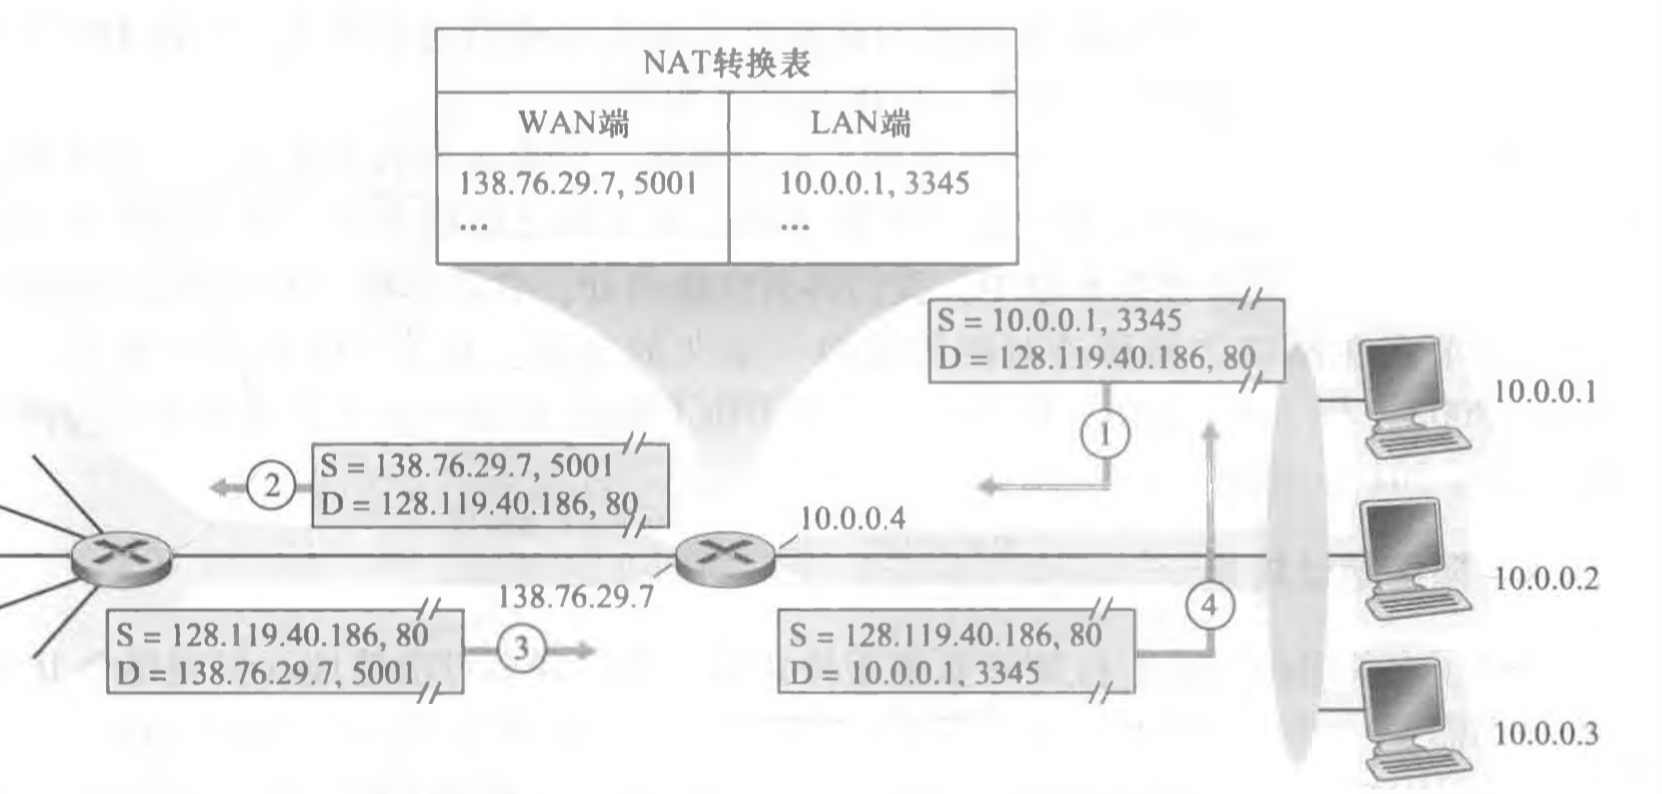 NAT转换表
WAN端 LAN端
138.76.29.7, 5001 10.0.0.1, 3345
... ...
S = 10.0.0.1, 3345
D = 128.119.40.186, 80
1
10.0.0.1
S = 138.76.29.7, 5001
D = 128.119.40.186, 80
2
10.0.0.4
138.76.29.7
10.0.0.2
S = 128.119.40.186, 80
D = 138.76.29.7, 5001
3
S = 128.119.40.186, 80
D = 10.0.0.1, 3345
4
10.0.0.3